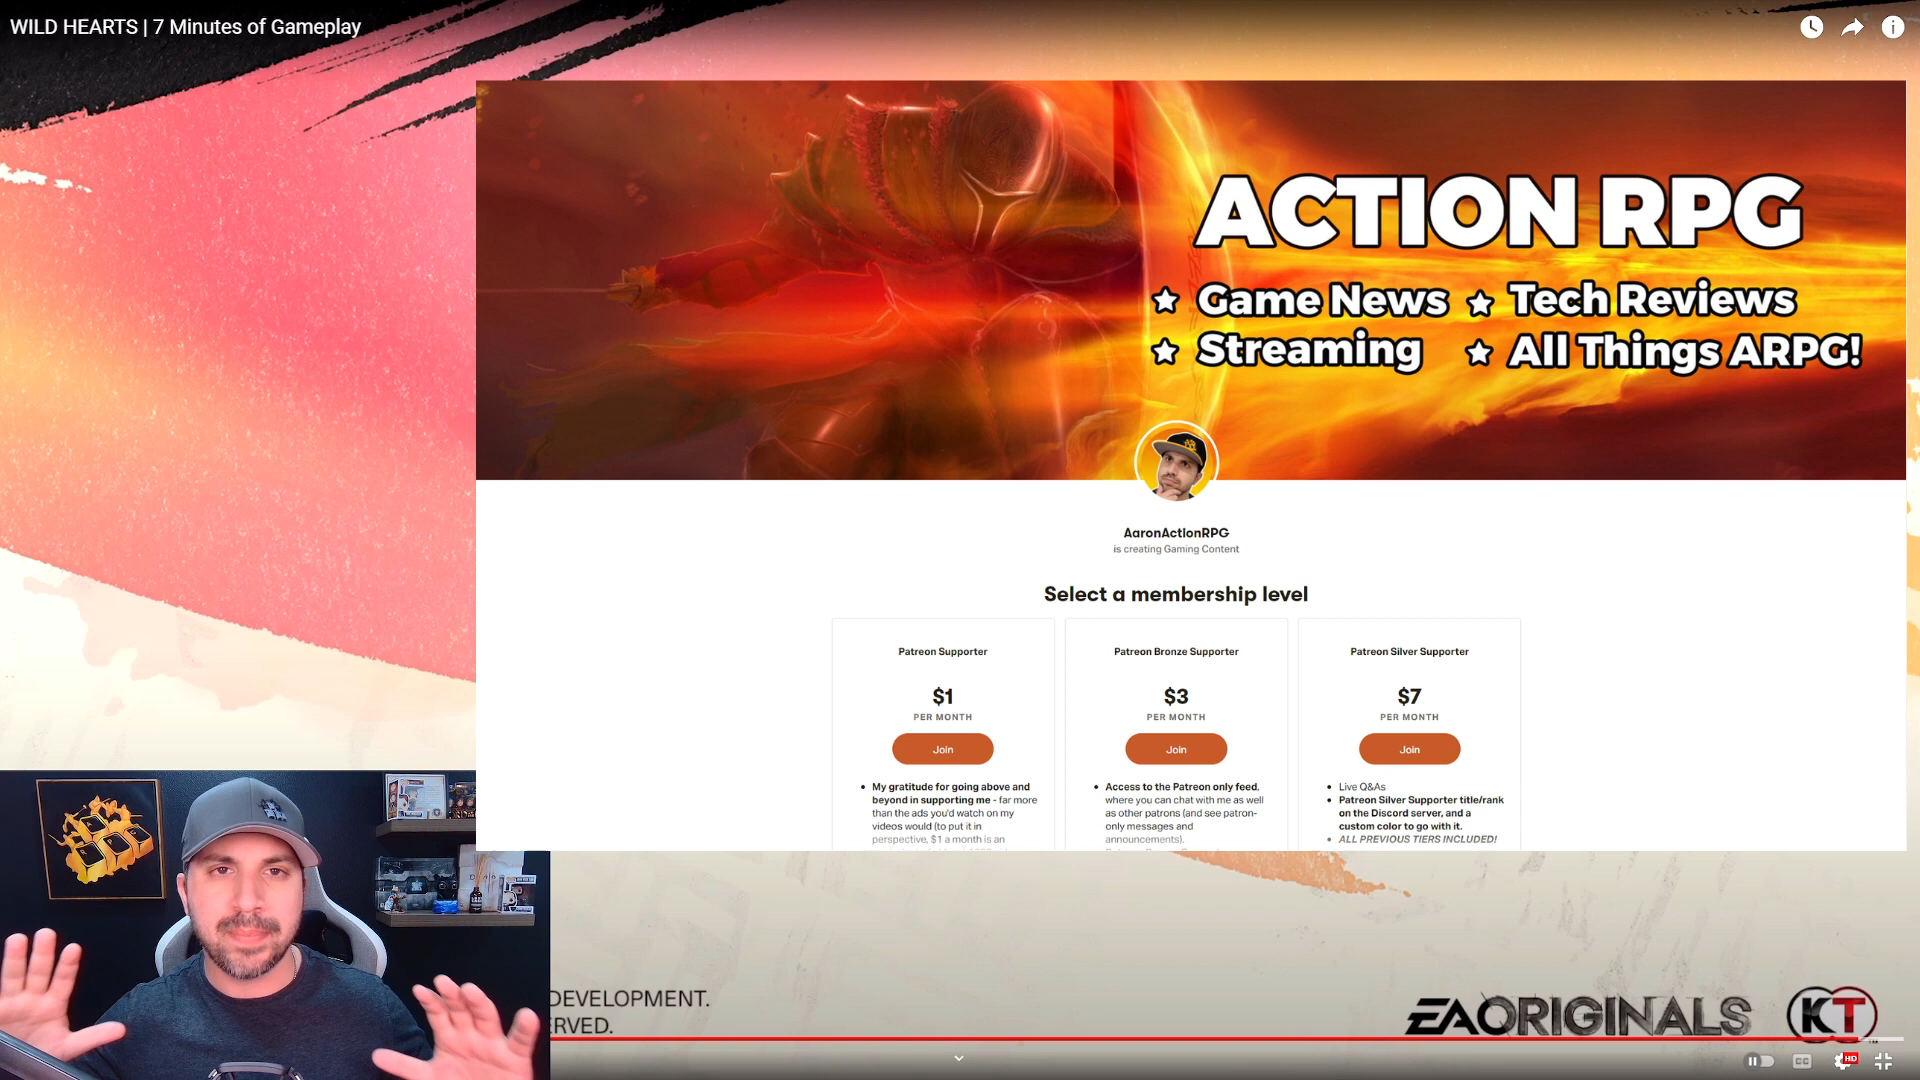 WILD HEARTS | 7 Minutes of Gameplay
ACTION RPG
Game News
Tech Reviews
Streaming
All Things ARPG!
AaronActionRPG
is creating Gaming Content
Select a membership level
Patreon Supporter
$1
PER MONTH
Join
• My gratitude for going above and
beyond in supporting me - far more
than the ads you'd watch on my
videos would (to put it in
perspective, $1 a month is an
Patreon Bronze Supporter
$3
PER MONTH
Join
• Access to the Patreon only feed,
where you can chat with me as well
as other patrons (and see patron-
only messages and
announcements).
Patreon Silver Supporter
$7
PER MONTH
Join
• Live Q&As
• Patreon Silver Supporter title/rank
on the Discord server, and a
custom color to go with it.
• ALL PREVIOUS TIERS INCLUDED!
DEVELOPMENT.
RVED.
EA ORIGINALS
KT
CC
HD